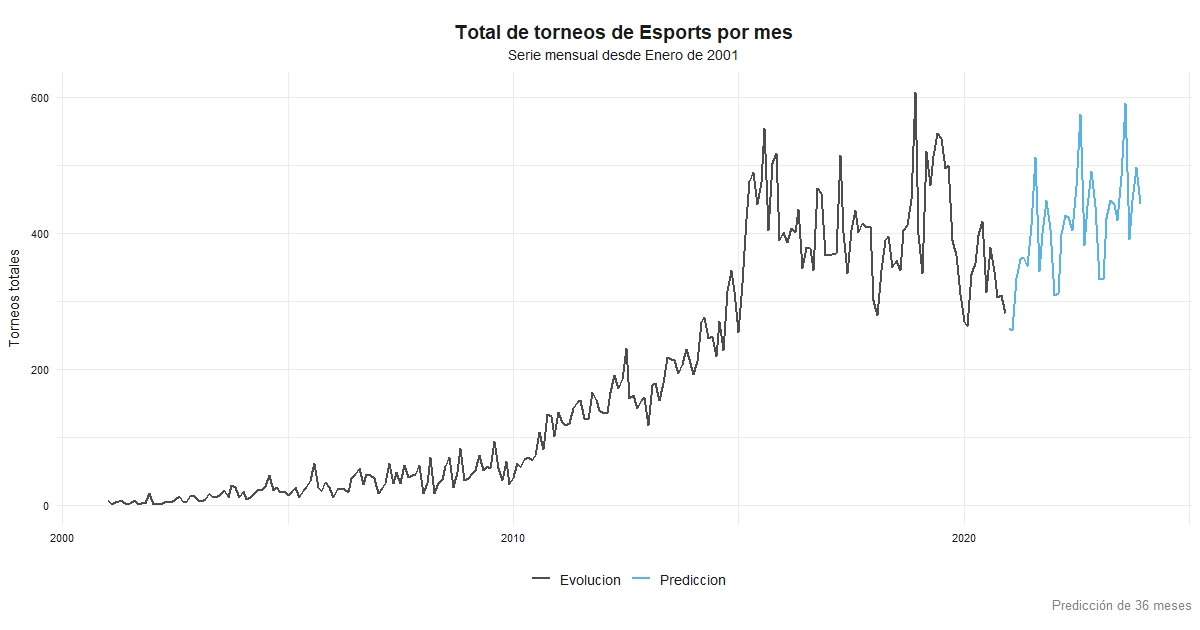 Total de torneos de Esports por mes
Serie mensual desde Enero de 2001
Torneos totales
600
400
200
0
2000
2010
2020
Evolucion
Prediccion
Predicción de 36 meses